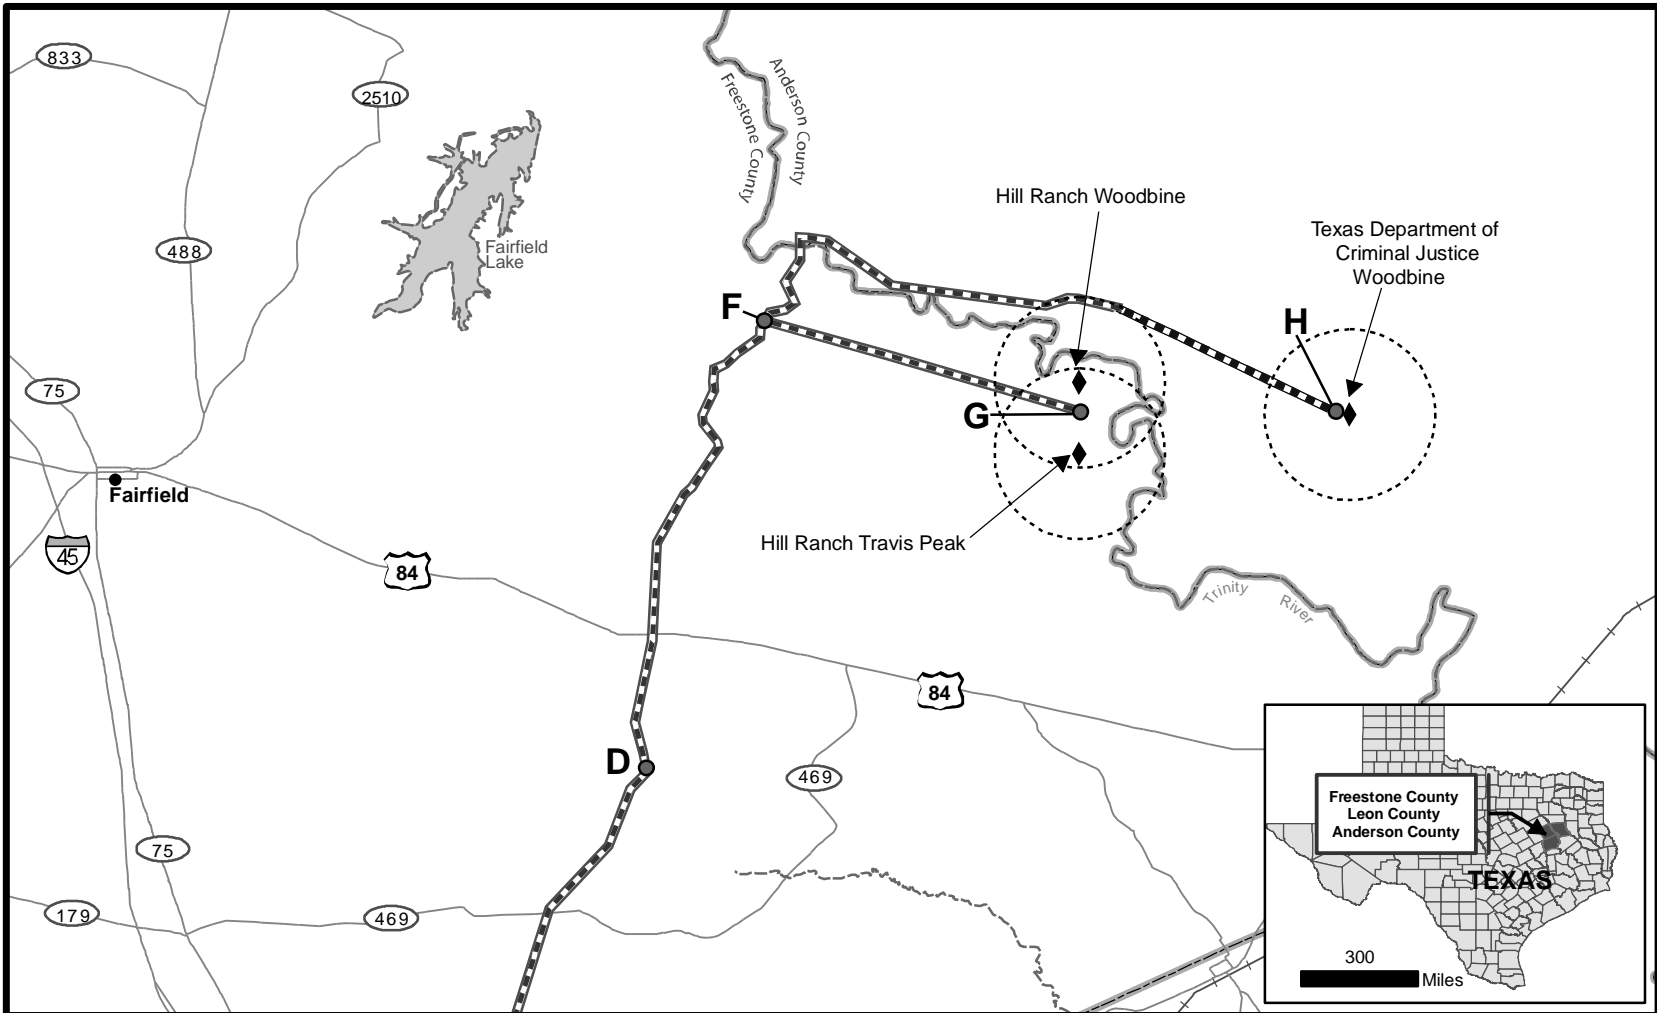 833
2510
Anderson County
Freestone County
Hill Ranch Woodbine
Texas Department of
Criminal Justice
Woodbine
488
Fairfield
Lake
F
H
75
G
Fairfield
Hill Ranch Travis Peak
45
84
Trinity River
84
D
469
Freestone County
Leon County
Anderson County
75
TEXAS
179
469
300
Miles